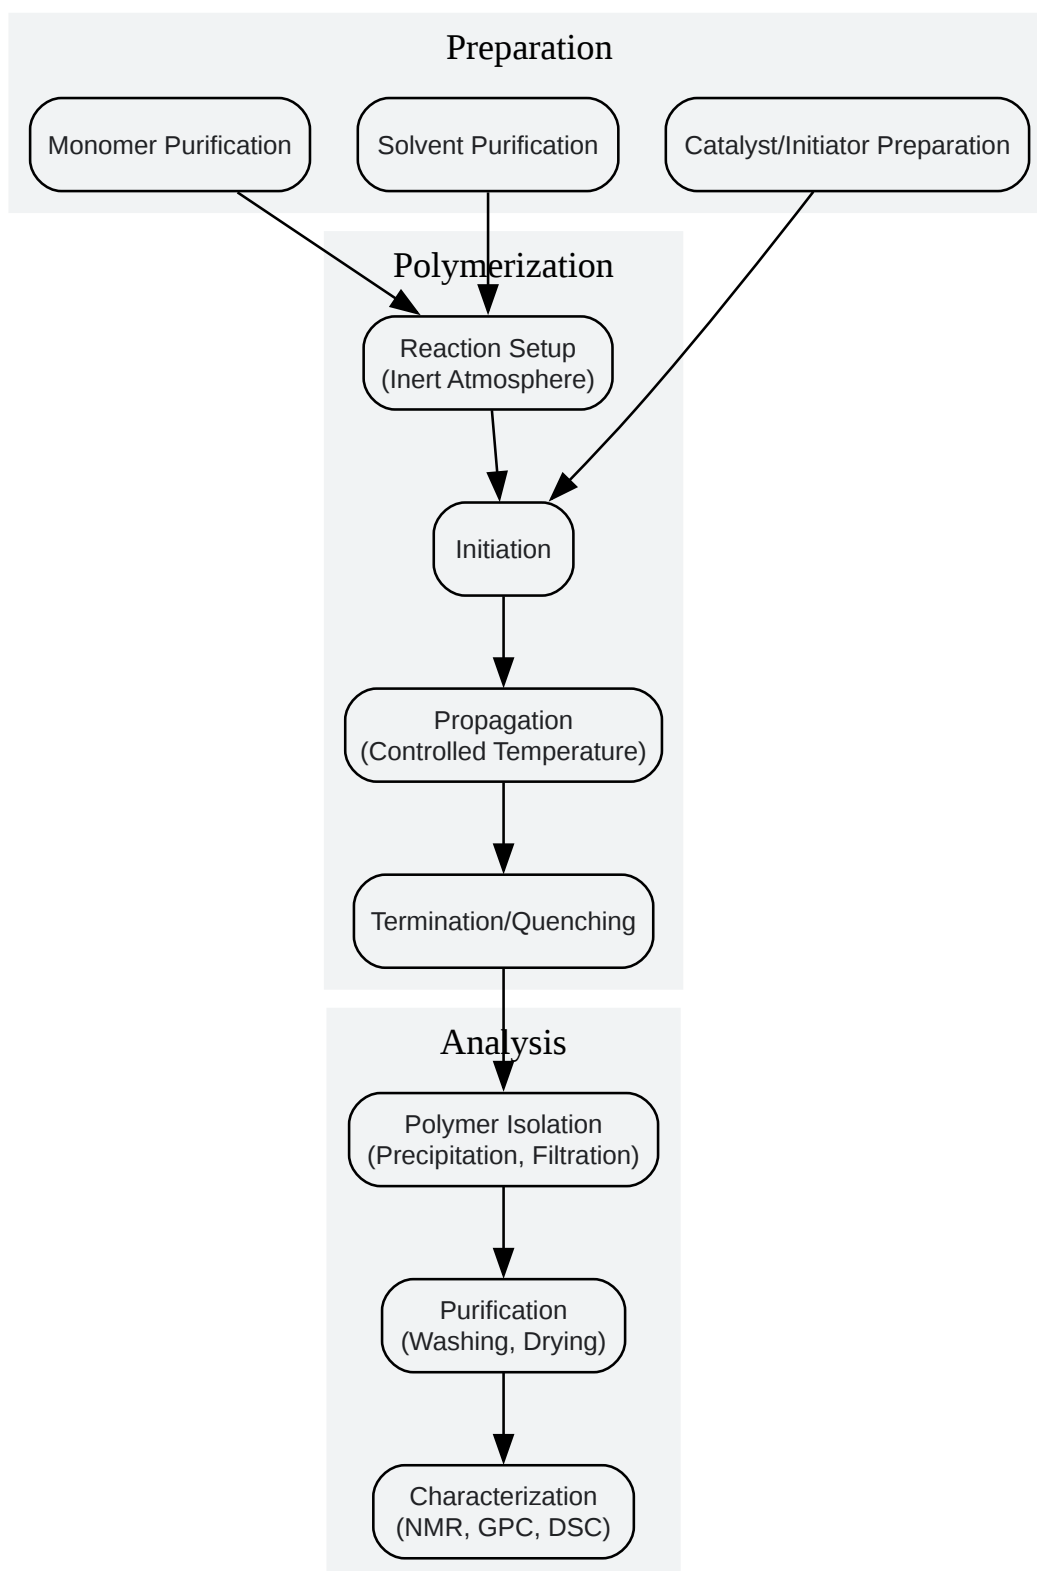 Preparation
Monomer Purification
Solvent Purification
Catalyst/Initiator Preparation
Polymerization
Reaction Setup
(Inert Atmosphere)
Initiation
Propagation
(Controlled Temperature)
Termination/Quenching
Analysis
Polymer Isolation
(Precipitation, Filtration)
Purification
(Washing, Drying)
Characterization
(NMR, GPC, DSC)